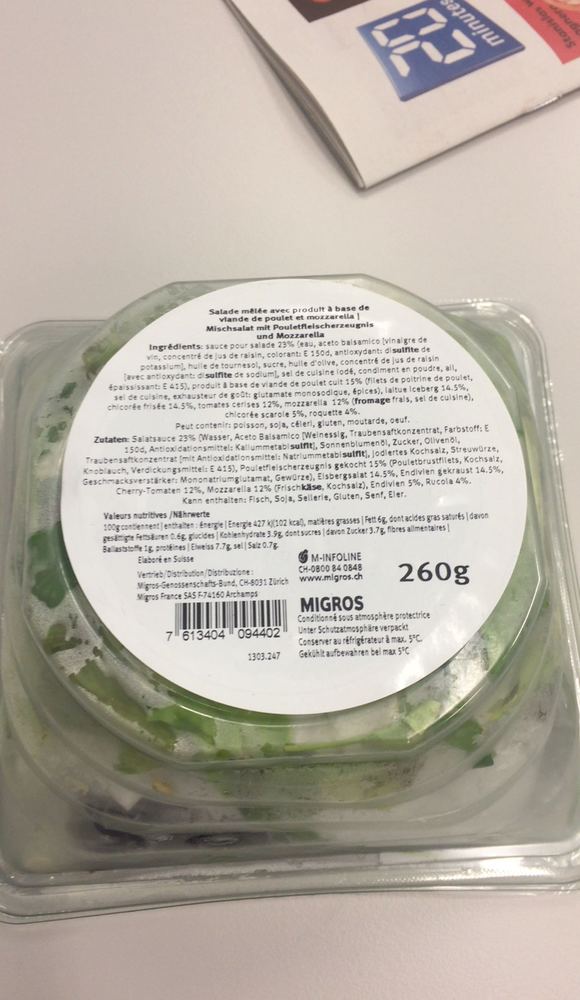 minutes
20
Stanislas
Salade mêlée avec produit à base de
viande de poulet et mozzarella |
Mischsalat mit Pouletfleischerzeugnis
und Mozzarella
Ingrédients: sauce pour salade 23% (eau, aceto balsamico [vinaigre de
vin, concentré de jus de raisin, colorant: E 150d, antioxydant: disulfite de
potassium], huile de tournesol, sucre, huile d'olive, concentré de jus de raisin
[avec antioxydant: disulfite de sodium], sel de cuisine iodé, condiment en poudre, ail,
épaississant: E 415), produit à base de viande de poulet cuit 15% (filets de poitrine de poulet,
sel de cuisine, exhausteur de goût: glutamate monosodique, épices), laitue Iceberg 14.5%,
chicorée frisée 14.5%, tomates cerises 12%, mozzarella 12% (fromage frais, sel de cuisine),
chicorée scarole 5%, roquette 4%.
Peut contenir: poisson, soja, céleri, gluten, moutarde, oeuf.
Zutaten: Salatsauce 23% (Wasser, Aceto Balsamico [Weinessig, Traubensaftkonzentrat, Farbstoff: E
150d, Antioxidationsmittel: Kaliummetabisulfit], Sonnenblumenöl, Zucker, Olivenöl,
Traubensaftkonzentrat [mit Antioxidationsmittel: Natriummetabisulfit], jodiertes Kochsalz, Streuwürze,
Knoblauch, Verdickungsmittel: E 415), Pouletfleischerzeugnis gekocht 15% (Pouletbrustfilets, Kochsalz,
Geschmacksverstärker: Mononatriumglutamat, Gewürze), Eisbergsalat 14.5%, Endivien gekraust 14.5%,
Cherry-Tomaten 12%, Mozzarella 12% (Frischkäse, Kochsalz), Endivien 5%, Rucola 4%.
Kann enthalten: Fisch, Soja, Sellerie, Gluten, Senf, Eier.
Valeurs nutritives /Nährwerte
100g contiennent | enthalten : énergie | Energie 427 kJ (102 kcal), matières grasses | Fett 6g, dont acides gras saturés | davon
gesättigte Fettsäuren 0.6g, glucides | Kohlenhydrate 3.9g, dont sucres | davon Zucker 3.7g, fibres alimentaires |
Ballaststoffe 1g, protéines | Eiweiss 7.7g, sel | Salz 0.7g.
Elaboré en Suisse
Vertrieb/Distribution/Distribuzione :
Migros-Genossenschafts-Bund, CH-8031 Zürich
Migros France SAS F-74160 Archamps
M-INFOLINE
CH-0800 84 0848
www.migros.ch
260g
7 613404 094402
1303.247
MIGROS
Conditionné sous atmosphère protectrice
Unter Schutzatmosphäre verpackt
Conserver au réfrigérateur à max. 5°C.
Gekühlt aufbewahren bei max 5°C